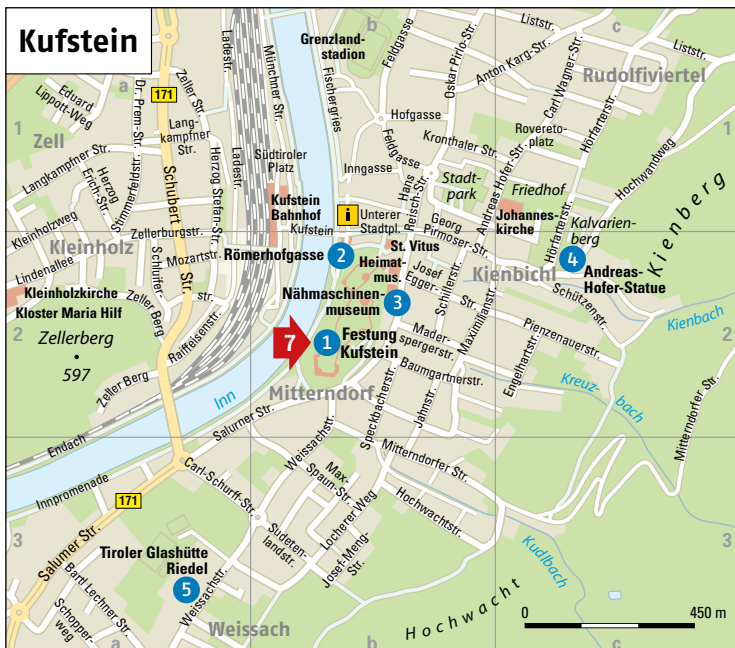 Kufstein
a
b
c
1
2
3
1
2
3
a
b
c
Grenzland-
stadion
Eduard
Lippott-Weg
Dr. Prem-Str.
Zeller Str.
Ladestr.
Münchner Str.
Fischergries
Feldgasse
Oskar Pirlo-Str.
Liststr.
Anton Karg-Str.
Carl Wagner-Str.
Liststr.
Rudolfiviertel
171
Zell
Lang-
kampfner
Str.
Ladestr.
Hofgasse
Kronthaler Str.
Rovereto-
platz
Hörfarterstr.
Hochwandweg
Langkampfner Str.
Herzog
Erich-Str.
Stimmerfeldstr.
Schubert
Str.
Herzog Stefan-Str.
Südtiroler
Platz
Inngasse
Feldgasse
Hans
Reisch-Str.
Stadt-
park
Andreas Hofer-Str.
Friedhof
Kufstein
Bahnhof
i
Unterer
Stadtpl.
Georg
Pirmoser Str.
Johannes-
kirche
Hörfarterstr.
Kalvarien-
berg
Kienberg
Kleinholzweg
Zellerburgstr.
Kufstein
Kleinholz
Lindenallee
Mozartstr.
Schulfer-
str.
Römerhofgasse
2
St. Vitus
Heimat-
mus.
Josef
Egger-
Str.
Schillerstr.
Kienbichl
4
Andreas-
Hofer-Statue
Kleinholzkirche
Kloster Maria Hilf
Zeller Berg
Raiffeisenstr.
Nähmaschinen-
museum
3
Maximilianstr.
Schützenstr.
Kienbach
Zellerberg
597
7
1
Festung
Kufstein
Mader-
spergerstr.
Pienzenauerstr.
Zeller Berg
Inn
Mitterndorf
Baumgartnerstr.
Engelhartstr.
Kreuz-
bach
Endach
Salurner Str.
Speckbacherstr.
Jahnstr.
Mitterndorfer Str.
Innpromenade
171
Weissachstr.
Mitterndorfer Str.
Carl-Schurff-Str.
Max-
Spaun-Str.
Hochwachtstr.
Salurner Str.
Sudeten-
landstr.
Locherer Weg
Josef-Meng-
Str.
Kudlbach
Tiroler Glashütte
Riedel
5
Bartl Lechner Str.
Weissachstr.
Schopper-
weg
Weissach
Hochwacht
0
450 m